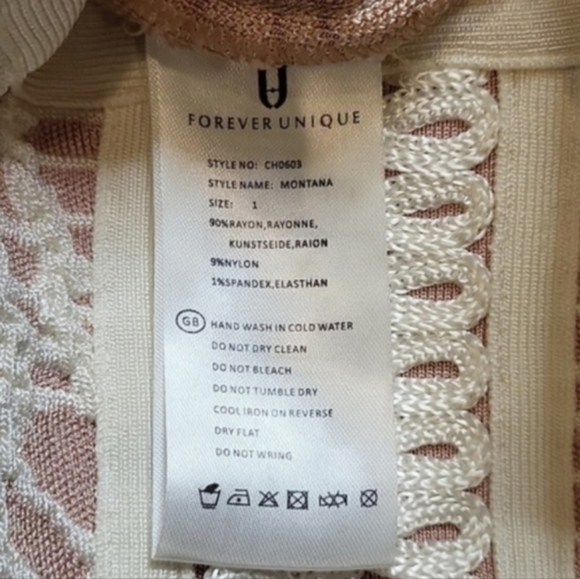 FOREVER UNIQUE
STYLE NO: CH0603
STYLE NAME: MONTANA
SIZE: 1
90%RAYON,RAYONNE,
KUNSTSEIDE,RAION
9%NYLON
1%SPANDEX,ELASTHAN
GB HAND WASH IN COLD WATER
DO NOT DRY CLEAN
DO NOT BLEACH
DO NOT TUMBLE DRY
COOL IRON ON REVERSE
DRY FLAT
DO NOT WRING